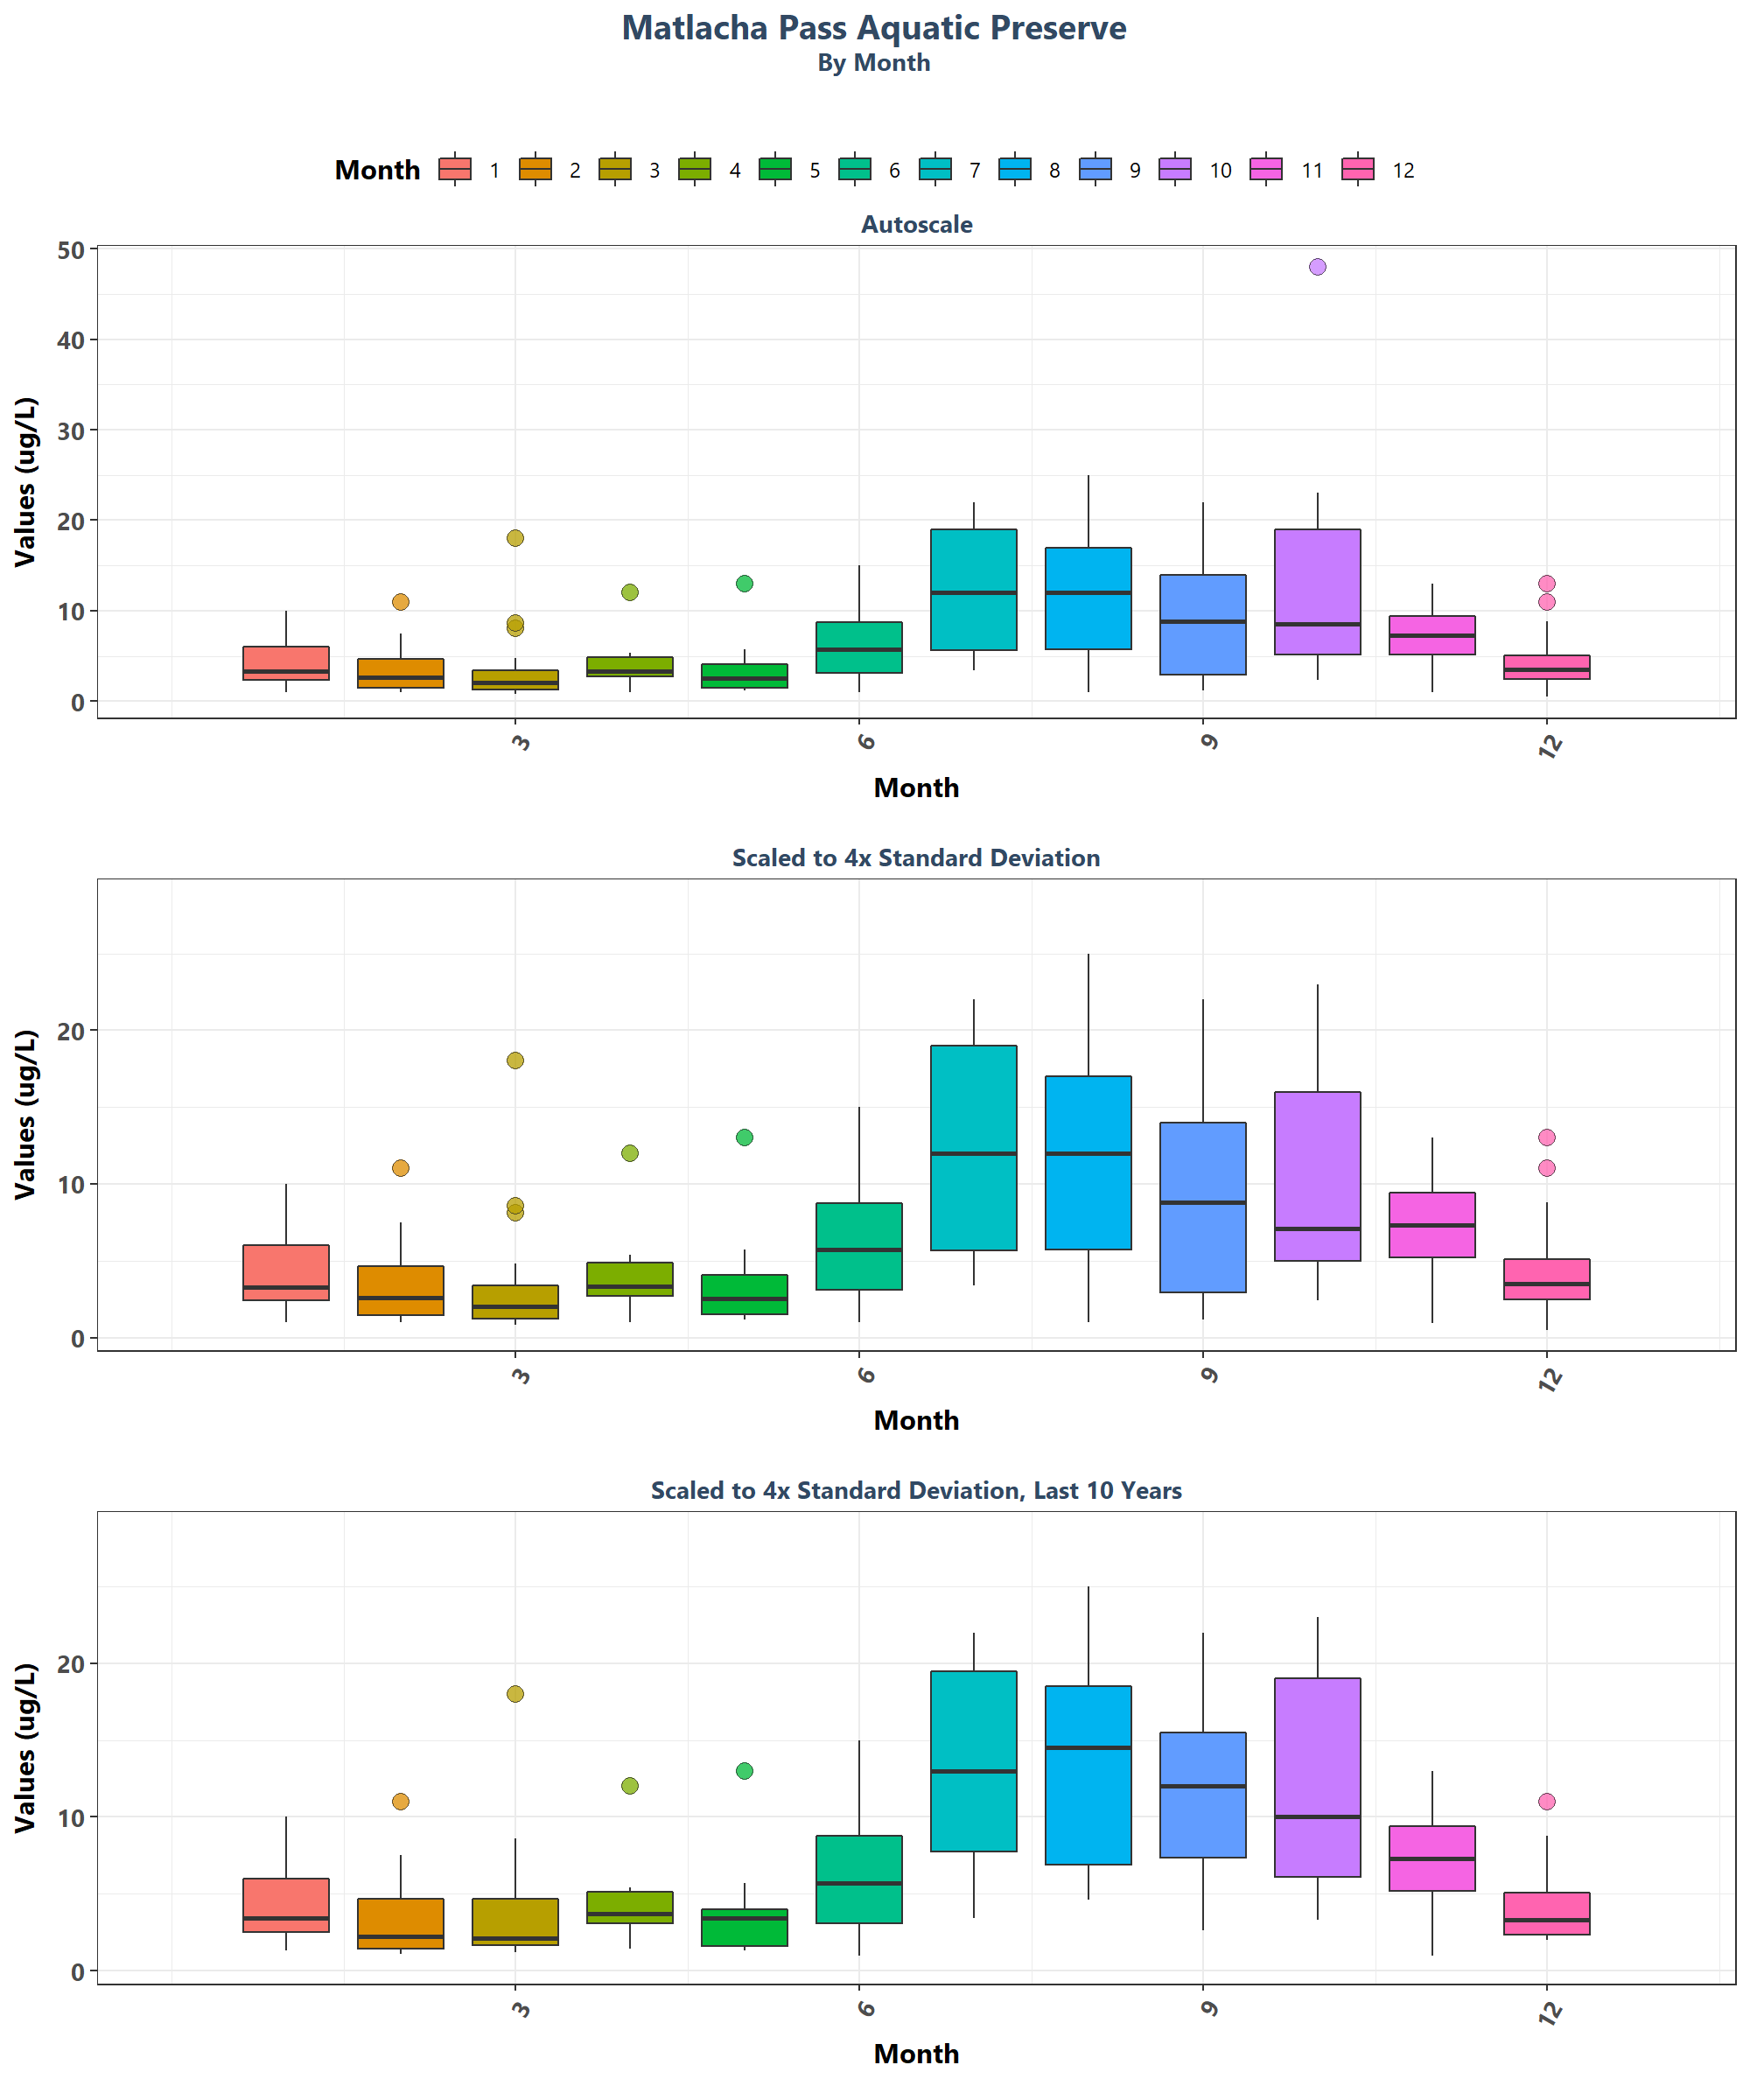 Matlacha Pass Aquatic Preserve
By Month
Month 1 2 3 4 5 6 7 8 9 10 11 12
Autoscale
Values (ug/L)
50
40
30
20
10
0
3 6 9 12
Month
Scaled to 4x Standard Deviation
Values (ug/L)
20
10
0
3 6 9 12
Month
Scaled to 4x Standard Deviation, Last 10 Years
Values (ug/L)
20
10
0
3 6 9 12
Month